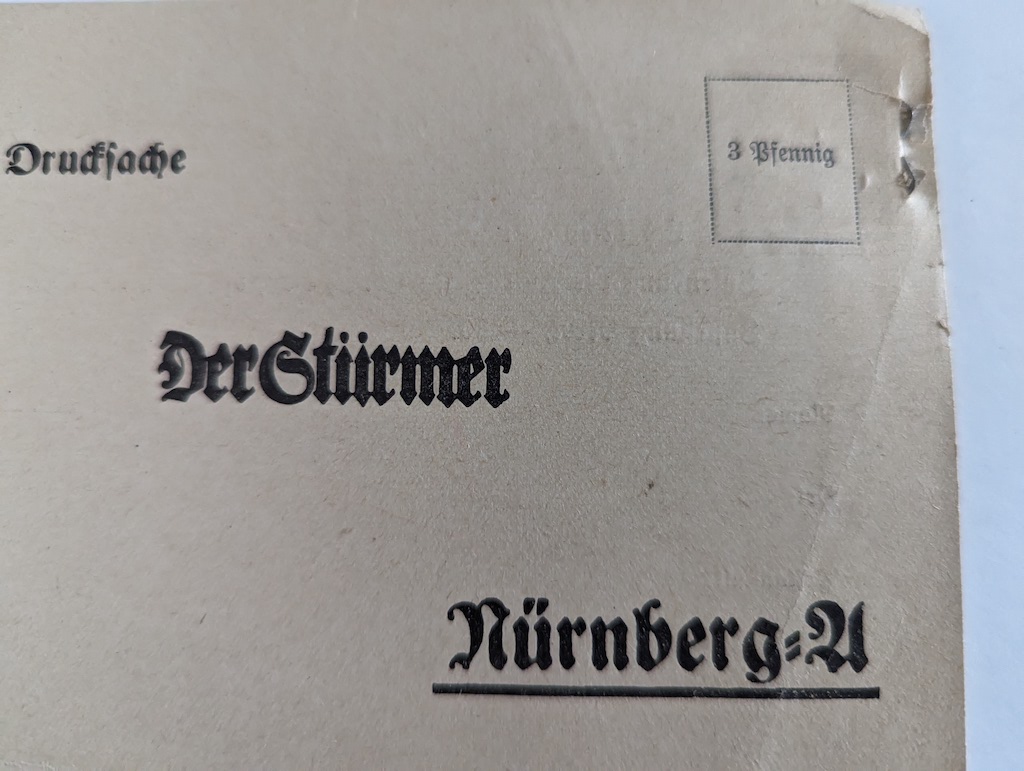 Drucksache
3 Pfennig
Der Stürmer
Nürnberg=A